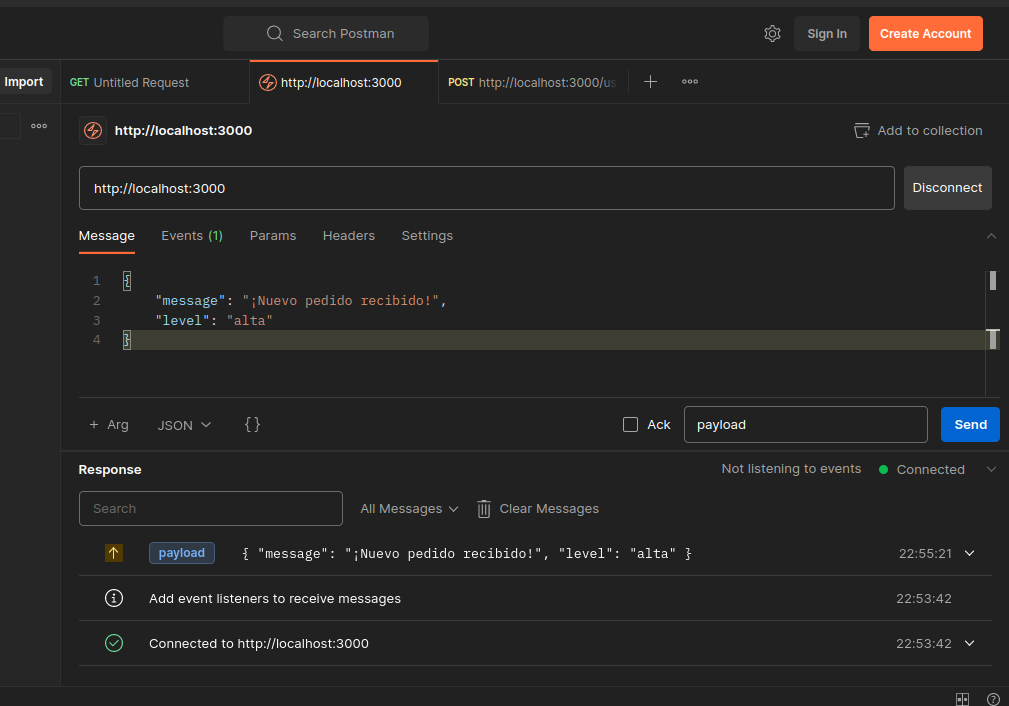 Search Postman
Sign In
Create Account
Import
GET Untitled Request
http://localhost:3000
POST http://localhost:3000/us
http://localhost:3000
Add to collection
http://localhost:3000
Disconnect
Message
Events (1)
Params
Headers
Settings
1 {
2 "message": "¡Nuevo pedido recibido!",
3 "level": "alta"
4 }
+ Arg
JSON
{}
Ack
payload
Send
Response
Not listening to events
Connected
Search
All Messages
Clear Messages
payload { "message": "¡Nuevo pedido recibido!", "level": "alta" } 22:55:21
Add event listeners to receive messages 22:53:42
Connected to http://localhost:3000 22:53:42